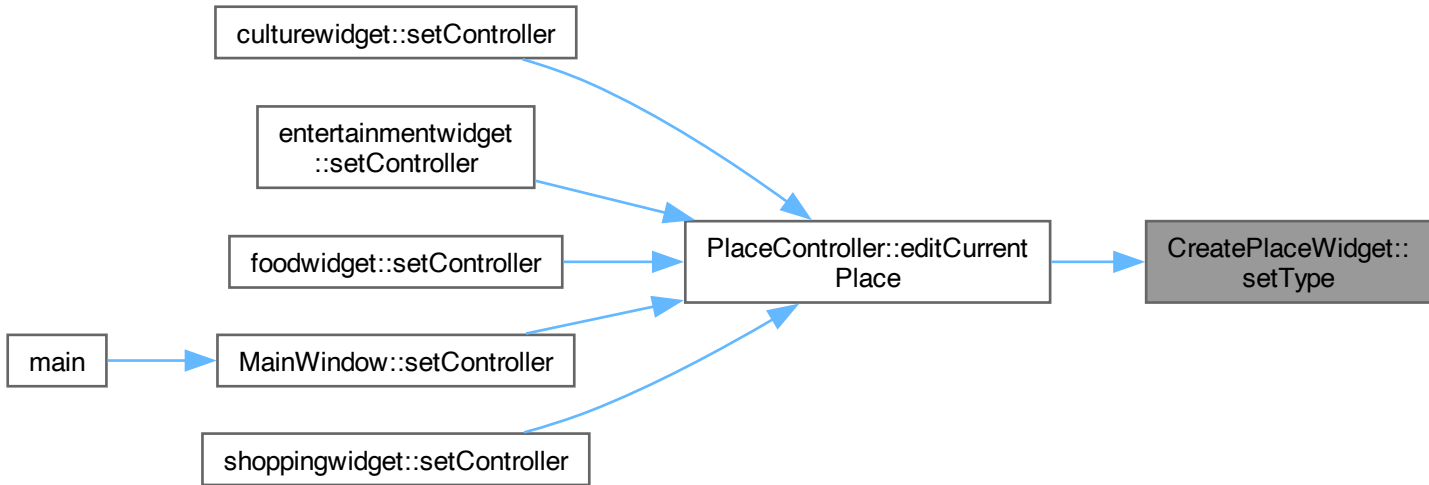 culturewidget::setController
entertainmentwidget
::setController
foodwidget::setController
main
MainWindow::setController
shoppingwidget::setController
PlaceController::editCurrent
Place
CreatePlaceWidget::
setType